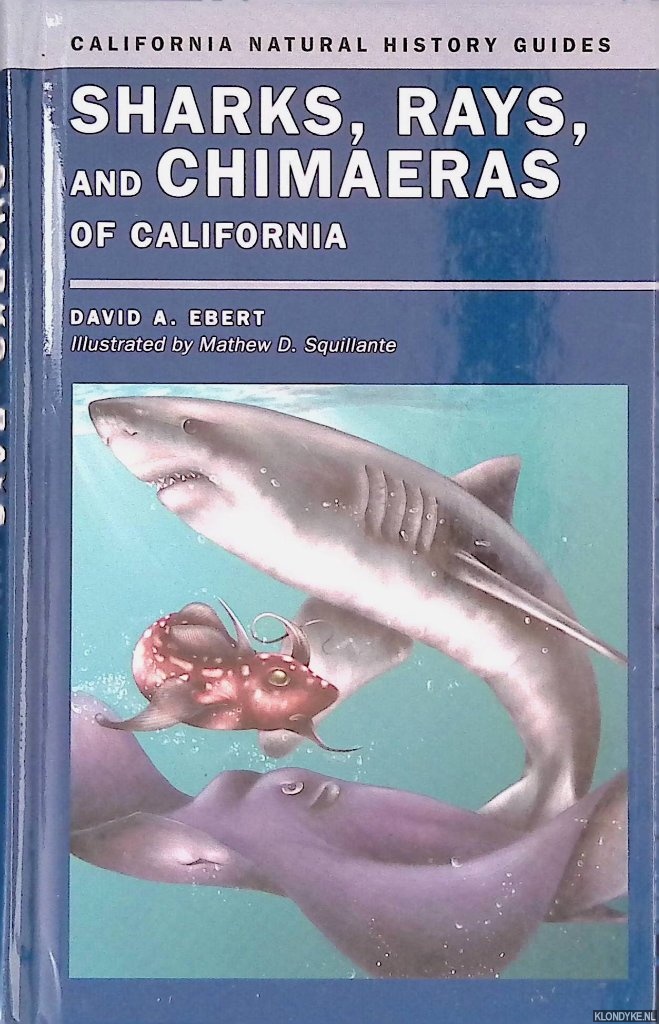 CALIFORNIA NATURAL HISTORY GUIDES
SHARKS, RAYS,
AND CHIMAERAS
OF CALIFORNIA
DAVID A. EBERT
Illustrated by Mathew D. Squillante
KLONDYKE.NL